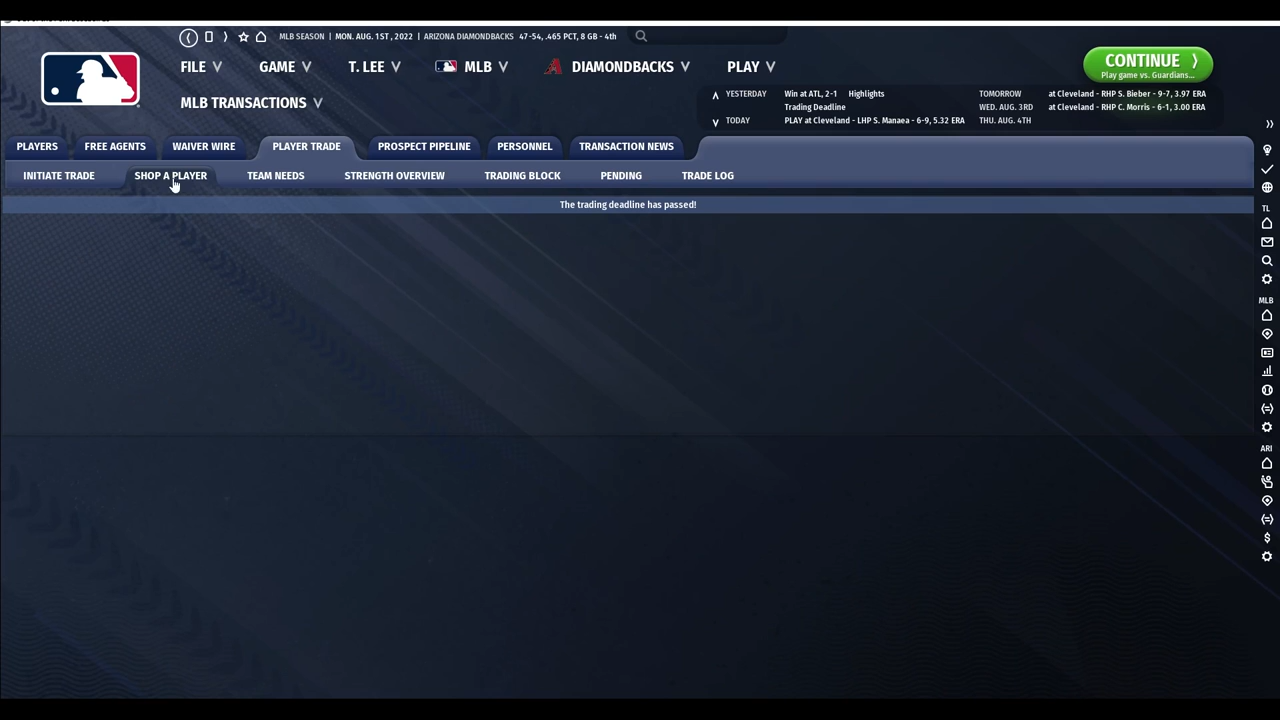 MLB SEASON | MON. AUG. 1ST, 2022 | ARIZONA DIAMONDBACKS 47-54, .465 PCT, 8 GB - 4th
FILE GAME T. LEE MLB DIAMONDBACKS PLAY
CONTINUE
Play game vs. Guardians...
MLB TRANSACTIONS
YESTERDAY Win at ATL, 2-1 Highlights TOMORROW at Cleveland - RHP S. Bieber - 9-7, 3.97 ERA
Trading Deadline WED. AUG. 3RD at Cleveland - RHP C. Morris - 6-1, 3.00 ERA
TODAY PLAY at Cleveland - LHP S. Manaea - 6-9, 5.32 ERA THU. AUG. 4TH
PLAYERS FREE AGENTS WAIVER WIRE PLAYER TRADE PROSPECT PIPELINE PERSONNEL TRANSACTION NEWS
INITIATE TRADE SHOP A PLAYER TEAM NEEDS STRENGTH OVERVIEW TRADING BLOCK PENDING TRADE LOG
The trading deadline has passed!
TL
MLB
ARI